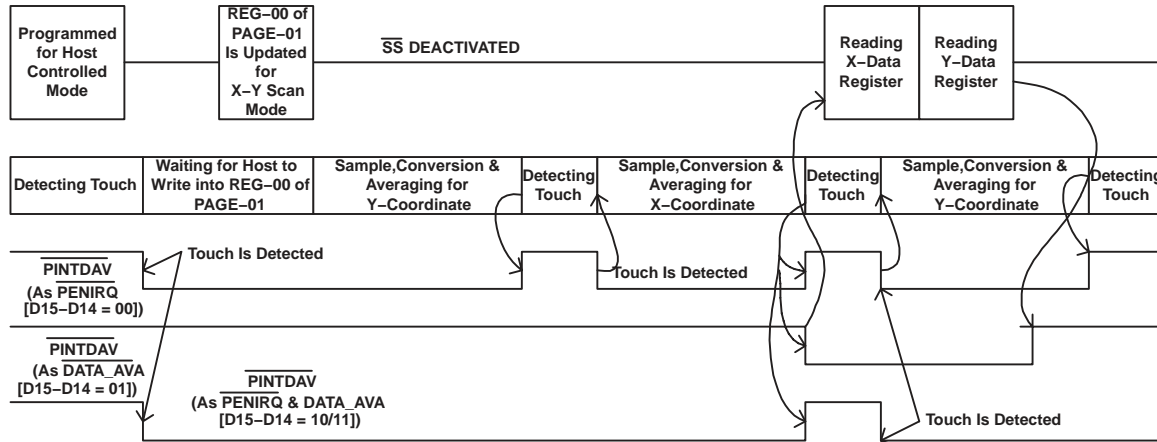 Programmed
for Host
Controlled
Mode
REG−00 of
PAGE−01
Is Updated
for
X−Y Scan
Mode
SS DEACTIVATED
Reading
X−Data
Register
Reading
Y−Data
Register
Detecting Touch
Waiting for Host to
Write into REG−00 of
PAGE−01
Sample,Conversion &
Averaging for
Y−Coordinate
Detecting
Touch
Sample,Conversion &
Averaging for
X−Coordinate
Detecting
Touch
Sample,Conversion &
Averaging for
Y−Coordinate
Detecting
Touch
Touch Is Detected
PINTDAV
(As PENIRQ
[D15−D14 = 00])
Touch Is Detected
PINTDAV
(As DATA_AVA
[D15−D14 = 01])
PINTDAV
(As PENIRQ & DATA_AVA
[D15−D14 = 10/11])
Touch Is Detected